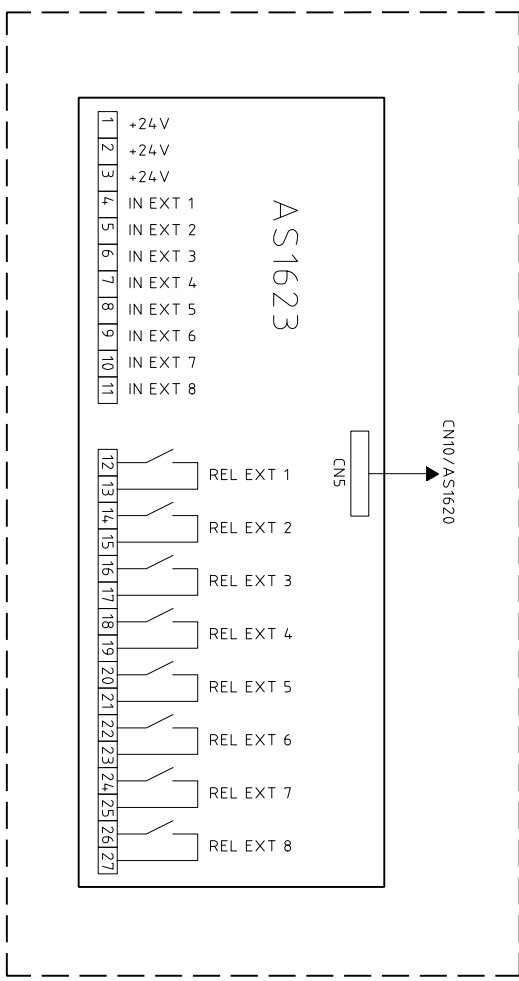 AS1623
1 +24V
2 +24V
3 +24V
4 IN EXT 1
5 IN EXT 2
6 IN EXT 3
7 IN EXT 4
8 IN EXT 5
9 IN EXT 6
10 IN EXT 7
11 IN EXT 8
CN5
CN10/AS1620
12
13
REL EXT 1
14
15
REL EXT 2
16
17
REL EXT 3
18
19
REL EXT 4
20
21
REL EXT 5
22
23
REL EXT 6
24
25
REL EXT 7
26
27
REL EXT 8